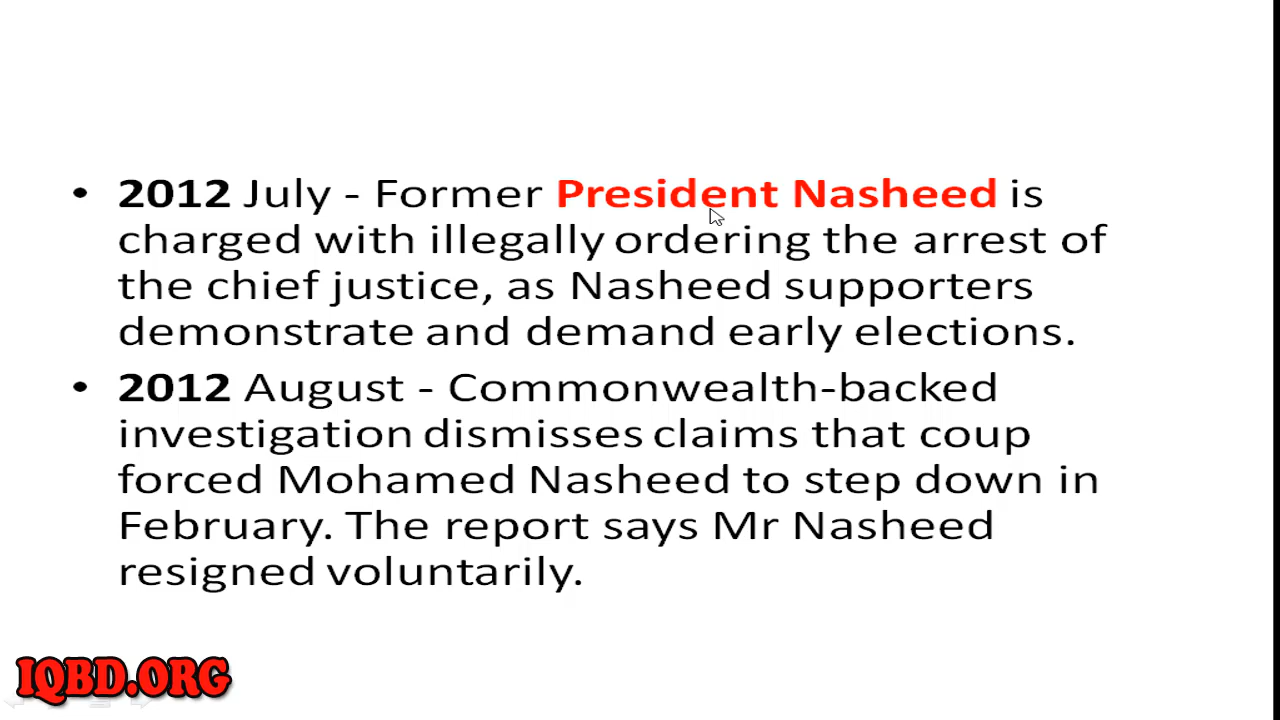 • 2012 July - Former President Nasheed is
charged with illegally ordering the arrest of
the chief justice, as Nasheed supporters
demonstrate and demand early elections.
• 2012 August - Commonwealth-backed
investigation dismisses claims that coup
forced Mohamed Nasheed to step down in
February. The report says Mr Nasheed
resigned voluntarily.
IQBD.ORG